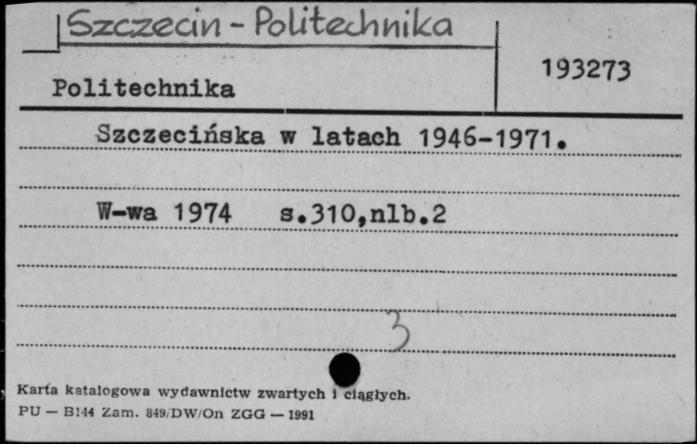 Szczecin - Politechnika
193273
Politechnika
Szczecińska w latach 1946-1971.
W-wa 1974 s.310,nlb.2
3
Karta katalogowa wydawnictw zwartych i ciągłych.
PU — B144 Zam. 849/DW/On ZGG — 1991